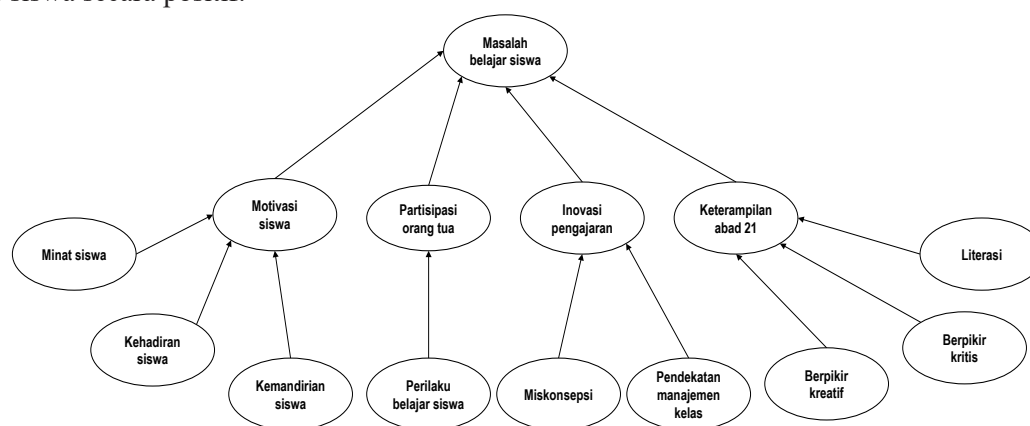 siswa secara positif.
Masalah
belajar siswa
Motivasi
siswa
Partisipasi
orang tua
Inovasi
pengajaran
Keterampilan
abad 21
Minat siswa
Literasi
Kehadiran
siswa
Berpikir
kritis
Kemandirian
siswa
Perilaku
belajar siswa
Miskonsepsi
Pendekatan
manajemen
kelas
Berpikir
kreatif